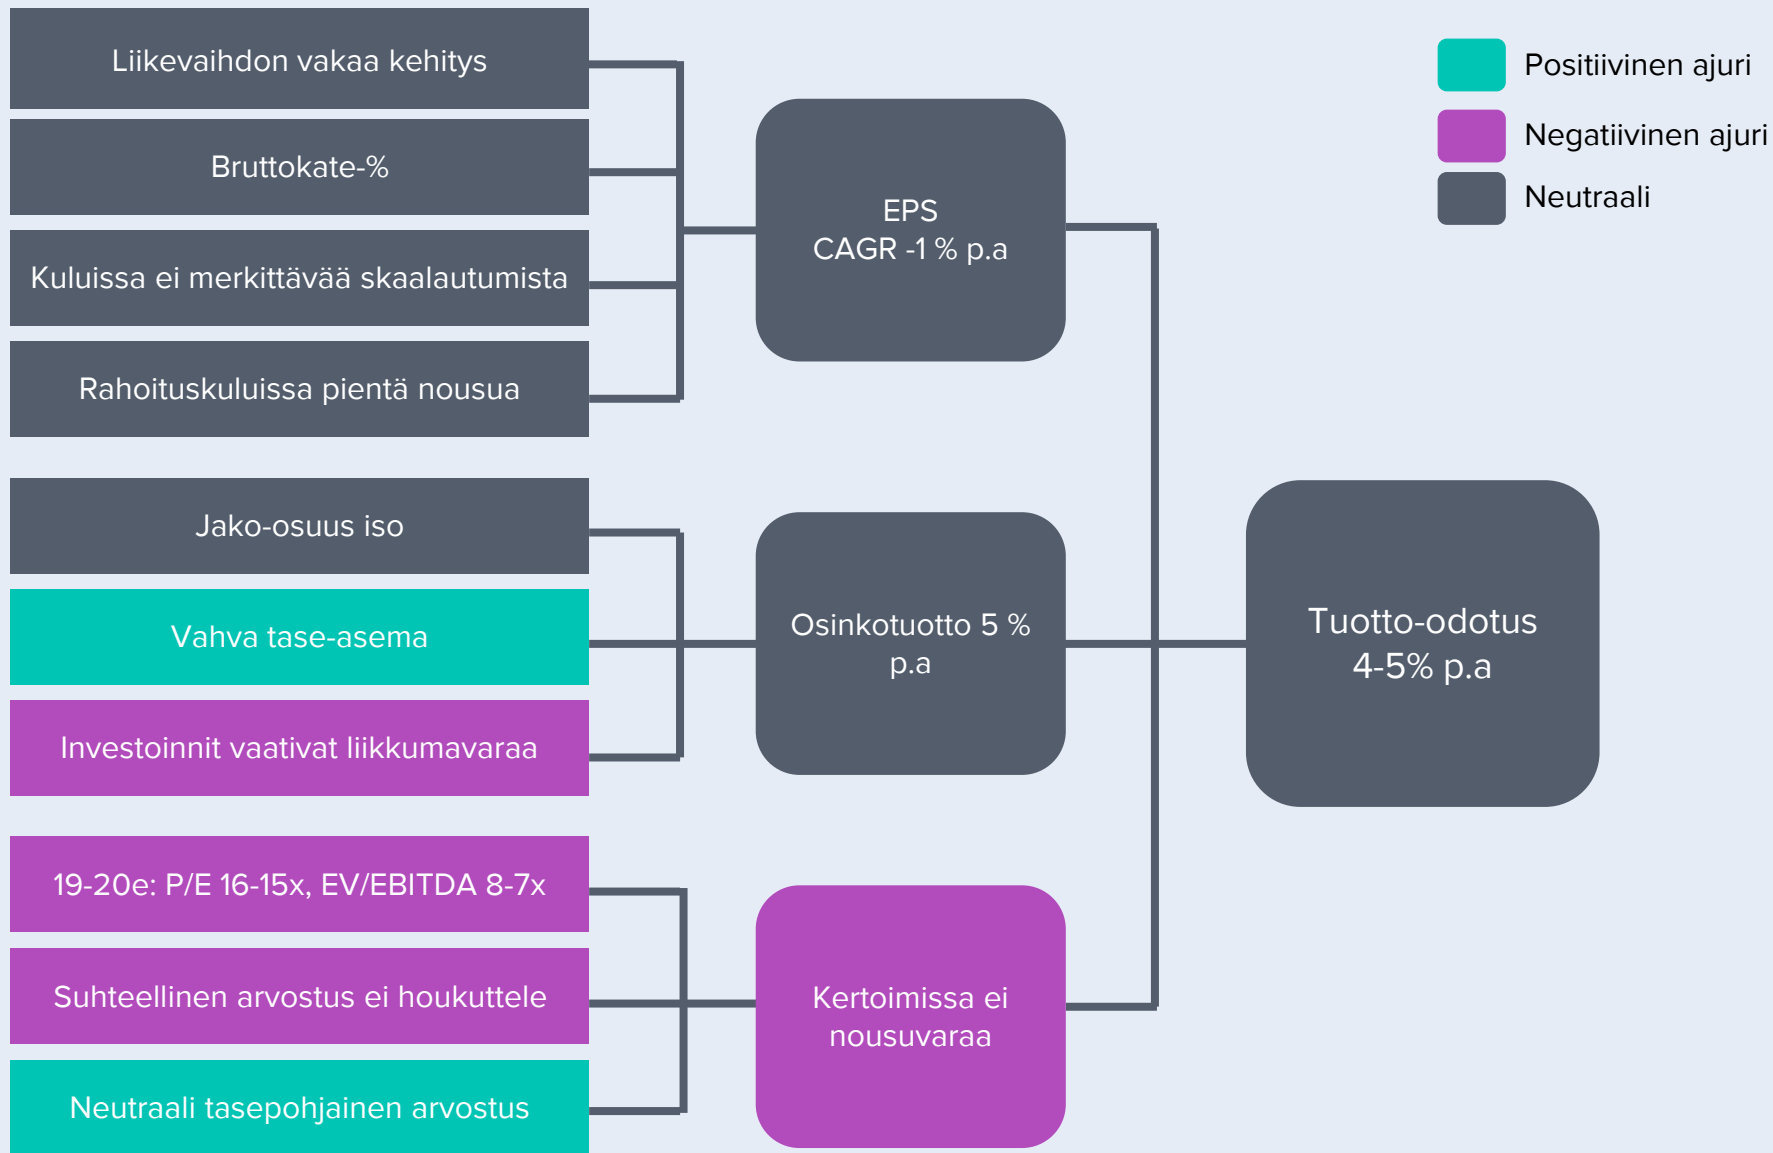 Liikevaihdon vakaa kehitys
Bruttokate-%
Kuluissa ei merkittävää skaalautumista
Rahoituskuluissa pientä nousua
EPS
CAGR -1 % p.a
Positiivinen ajuri
Negatiivinen ajuri
Neutraali
Jako-osuus iso
Vahva tase-asema
Investoinnit vaativat liikkumavaraa
Osinkotuotto 5 %
p.a
Tuotto-odotus
4-5% p.a
19-20e: P/E 16-15x, EV/EBITDA 8-7x
Suhteellinen arvostus ei houkuttele
Neutraali tasepohjainen arvostus
Kertoimissa ei
nousuvaraa